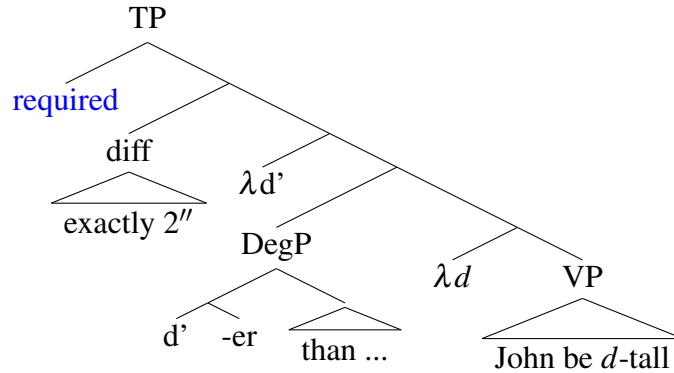 TP
required
diff
exactly 2″
λd’
DegP
λd
VP
d’ -er than ...
John be d-tall